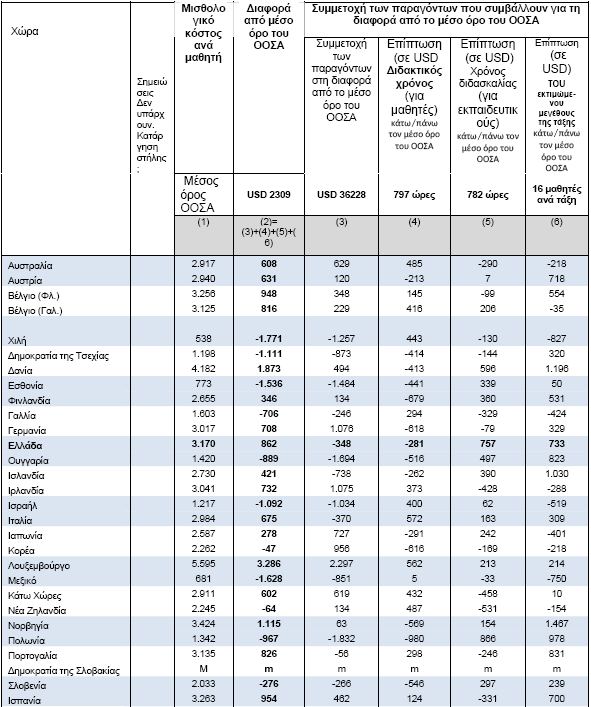 Χώρα
Σημειώ
σεις
Δεν
υπάρχ
ουν.
Κατάρ
γηση
στήλης
;
Μισθολο
γικό
κόστος
ανά
μαθητή
Διαφορά
από μέσο
όρο του
ΟΟΣΑ
Συμμετοχή των παραγόντων που συμβάλλουν για τη
διαφορά από το μέσο όρο του ΟΟΣΑ
Συμμετοχή
των
παραγόντων
στη διαφορά
από το μέσο
όρο του
ΟΟΣΑ
Επίπτωση
(σε USD)
Διδακτικός
χρόνος
(για
μαθητές)
κάτω/πάνω
τον μέσο όρο
του ΟΟΣΑ
Επίπτωση
(σε USD)
Χρόνος
διδασκαλίας
(για
εκπαιδευτικ
ούς)
κάτω/πάνω τον
μέσο όρο του
ΟΟΣΑ
Επίπτωση
(σε
USD)
του
εκτιμώμε-
νου
μεγέθους
της τάξης
κάτω/πάνω
τον μέσο
όρο του
ΟΟΣΑ
Μέσος
όρος
ΟΟΣΑ
USD 2309
USD 36228
797 ώρες
782 ώρες
16 μαθητές
ανά τάξη
(1)
(2)=
(3)+(4)+(5)+(
6)
(3)
(4)
(5)
(6)
Αυστραλία 2.917 608 629 485 -290 -218
Αυστρία 2.940 631 120 -213 7 718
Βέλγιο (Φλ.) 3.256 948 348 145 -99 554
Βέλγιο (Γαλ.) 3.125 816 229 416 206 -35
Χιλή 538 -1.771 -1.257 443 -130 -827
Δημοκρατία της Τσεχίας 1.198 -1.111 -873 -414 -144 320
Δανία 4.182 1.873 494 -413 596 1.196
Εσθονία 773 -1.536 -1.484 -441 339 50
Φινλανδία 2.655 346 134 -679 360 531
Γαλλία 1.603 -706 -246 294 -329 -424
Γερμανία 3.017 708 1.076 -618 -79 329
Ελλάδα 3.170 862 -348 -281 757 733
Ουγγαρία 1.420 -889 -1.694 -516 497 823
Ισλανδία 2.730 421 -738 -262 390 1.030
Ιρλανδία 3.041 732 1.075 373 -428 -288
Ισραήλ 1.217 -1.092 -1.034 400 62 -519
Ιταλία 2.984 675 -370 572 163 309
Ιαπωνία 2.587 278 727 -291 242 -401
Κορέα 2.262 -47 956 -616 -169 -218
Λουξεμβούργο 5.595 3.286 2.297 562 213 214
Μεξικό 681 -1.628 -851 5 -33 -750
Κάτω Χώρες 2.911 602 619 432 -458 10
Νέα Ζηλανδία 2.245 -64 134 487 -531 -154
Νορβηγία 3.424 1.115 63 -569 154 1.467
Πολωνία 1.342 -967 -1.832 -980 866 978
Πορτογαλία 3.135 826 -56 298 -246 831
Δημοκρατία της Σλοβακίας M m m m m m
Σλοβενία 2.033 -276 -266 -546 297 239
Ισπανία 3.263 954 462 124 -331 700